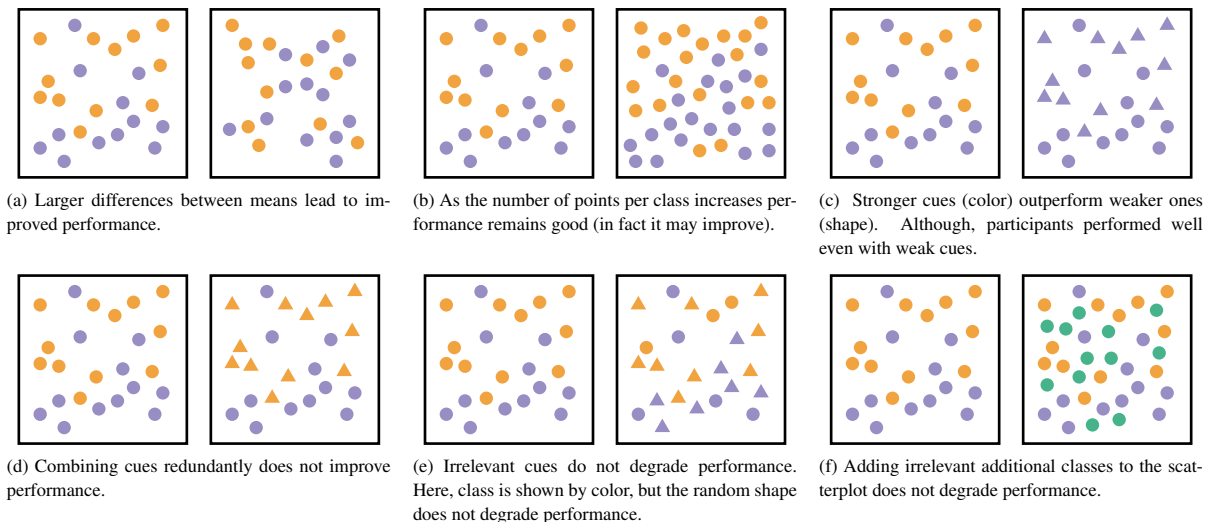 (a) Larger differences between means lead to im-
proved performance.
(b) As the number of points per class increases per-
formance remains good (in fact it may improve).
(c) Stronger cues (color) outperform weaker ones
(shape). Although, participants performed well
even with weak cues.
(d) Combining cues redundantly does not improve
performance.
(e) Irrelevant cues do not degrade performance.
Here, class is shown by color, but the random shape
does not degrade performance.
(f) Adding irrelevant additional classes to the scat-
terplot does not degrade performance.